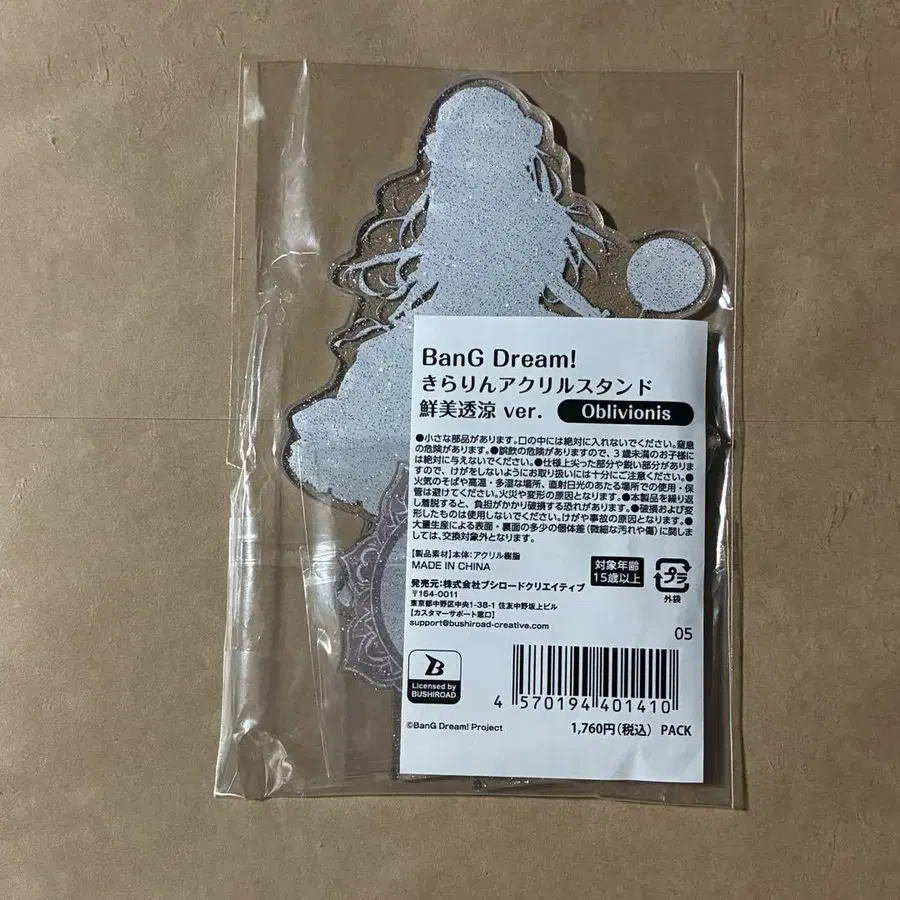 BanG Dream!
きらりんアクリルスタンド
鮮美透涼 ver. Oblivionis
●小さな部品があります。口の中には絶対に入れないでください。窒息
の危険があります。●誤飲の危険がありますので、3歳未満のお子様に
は絶対に与えないでください。●仕様上尖った部分や鋭い部分がありま
すので、けがをしないようにお取り扱いには十分にご注意ください。●
火気のそばや高温・多湿な場所、直射日光のあたる場所での使用・保
管は避けてください。火災や変形の原因となります。●本製品を繰り返
し着脱すると、負担がかかり破損する恐れがあります。●破損および変
形したものは使用しないでください。けがや事故の原因となります。●
大量生産による表面・裏面の多少の個体差(微細な汚れや傷)に関しま
しては、交換対象外となります。
【製品素材】本体:アクリル樹脂
MADE IN CHINA
対象年齢
15歳以上
プラ
外袋
発売元:株式会社ブシロードクリエイティブ
〒164-0011
東京都中野区中央1-38-1 住友中野坂上ビル
【カスタマーサポート窓口】
support@bushiroad-creative.com
05
B
Licensed by
BUSHIROAD
4 570194 401410
©BanG Dream! Project
1,760円(税込) PACK